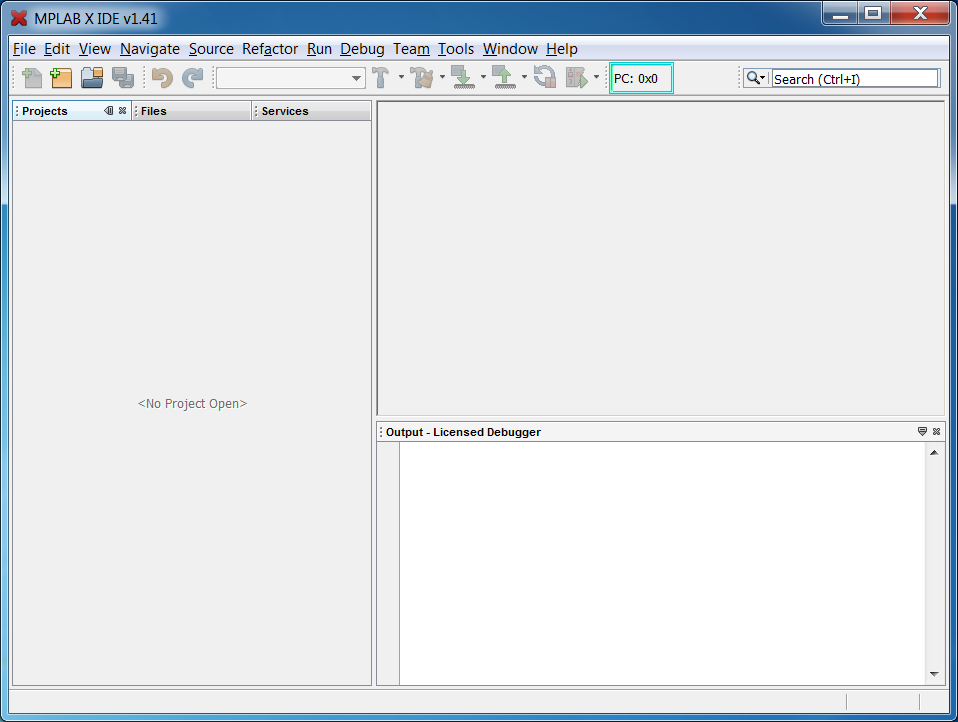 MPLAB X IDE v1.41
File Edit View Navigate Source Refactor Run Debug Team Tools Window Help
PC: 0x0 Search (Ctrl+I)
Projects Files Services
<No Project Open>
Output - Licensed Debugger